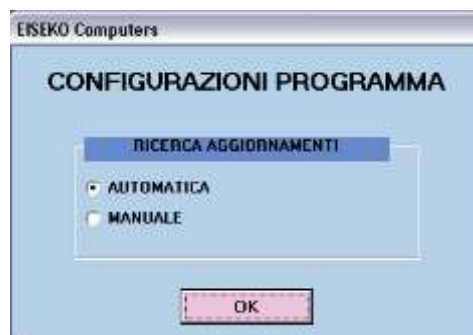 EISEKO Computers
CONFIGURAZIONI PROGRAMMA
RICERCA AGGIORNAMENTI
AUTOMATICA
MANUALE
OK